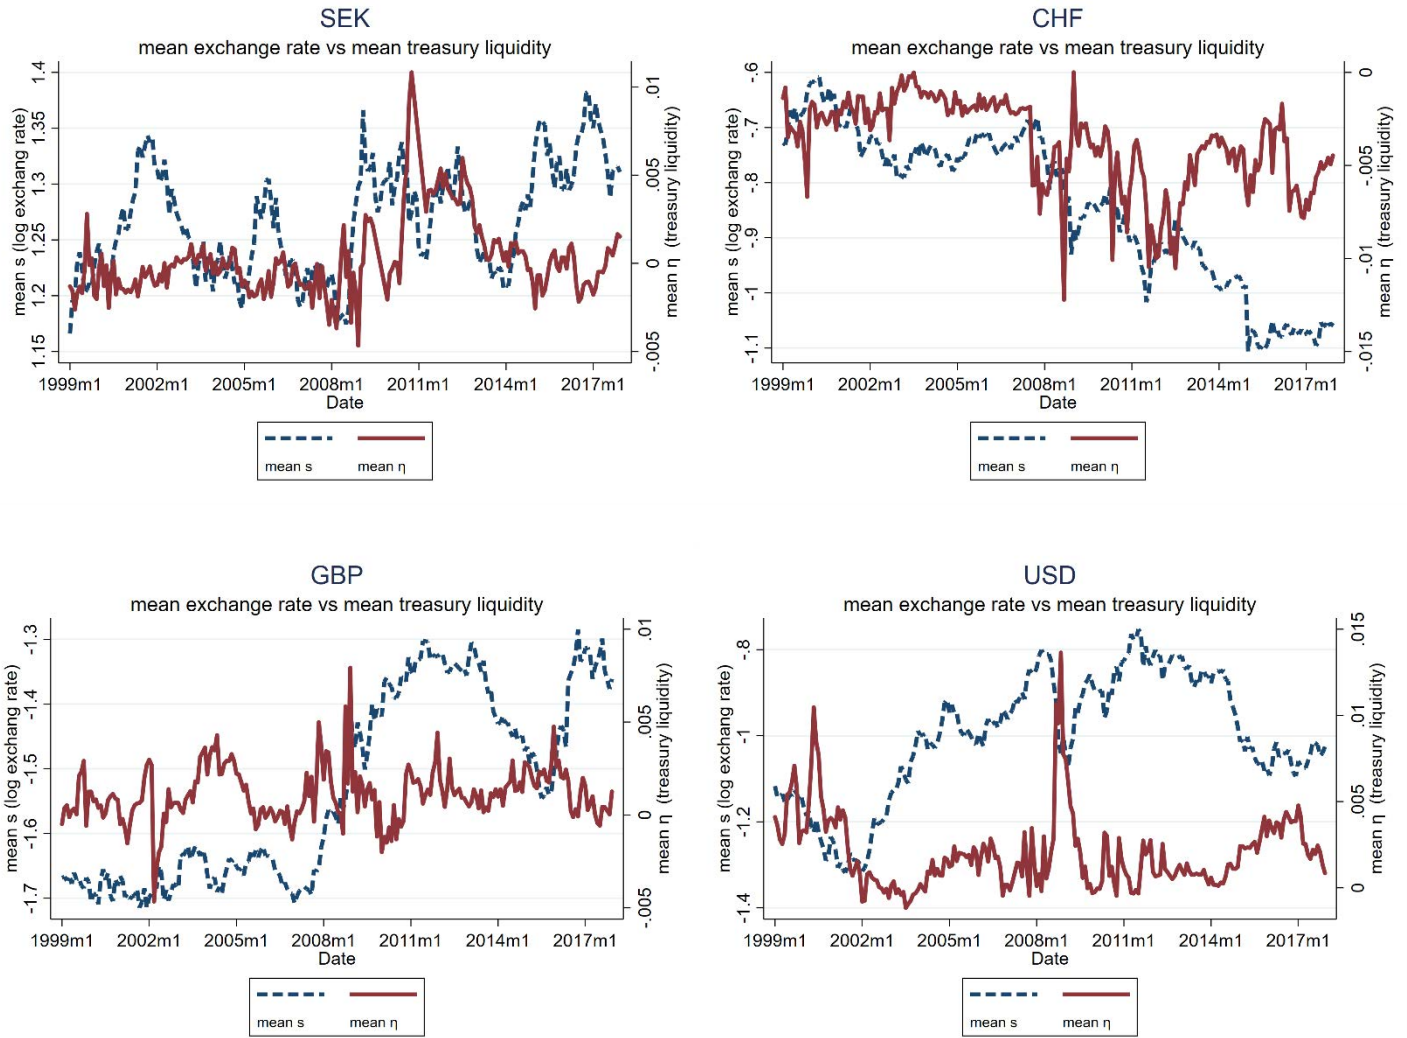 SEK
mean exchange rate vs mean treasury liquidity
mean s (log exchang rate)
1.4
1.35
1.3
1.25
1.2
1.15
.01
.005
0
-.005
mean η (treasury liquidity)
1999m1 2002m1 2005m1 2008m1 2011m1 2014m1 2017m1
Date
mean s mean η
CHF
mean exchange rate vs mean treasury liquidity
mean s (log exchang rate)
-.6
-.7
-.8
-.9
-1
-1.1
0
-.005
-.01
-.015
mean η (treasury liquidity)
1999m1 2002m1 2005m1 2008m1 2011m1 2014m1 2017m1
Date
mean s mean η
GBP
mean exchange rate vs mean treasury liquidity
mean s (log exchang rate)
-1.3
-1.4
-1.5
-1.6
-1.7
.01
.005
0
-.005
mean η (treasury liquidity)
1999m1 2002m1 2005m1 2008m1 2011m1 2014m1 2017m1
Date
mean s mean η
USD
mean exchange rate vs mean treasury liquidity
mean s (log exchang rate)
-.8
-1
-1.2
-1.4
.015
.01
.005
0
mean η (treasury liquidity)
1999m1 2002m1 2005m1 2008m1 2011m1 2014m1 2017m1
Date
mean s mean η